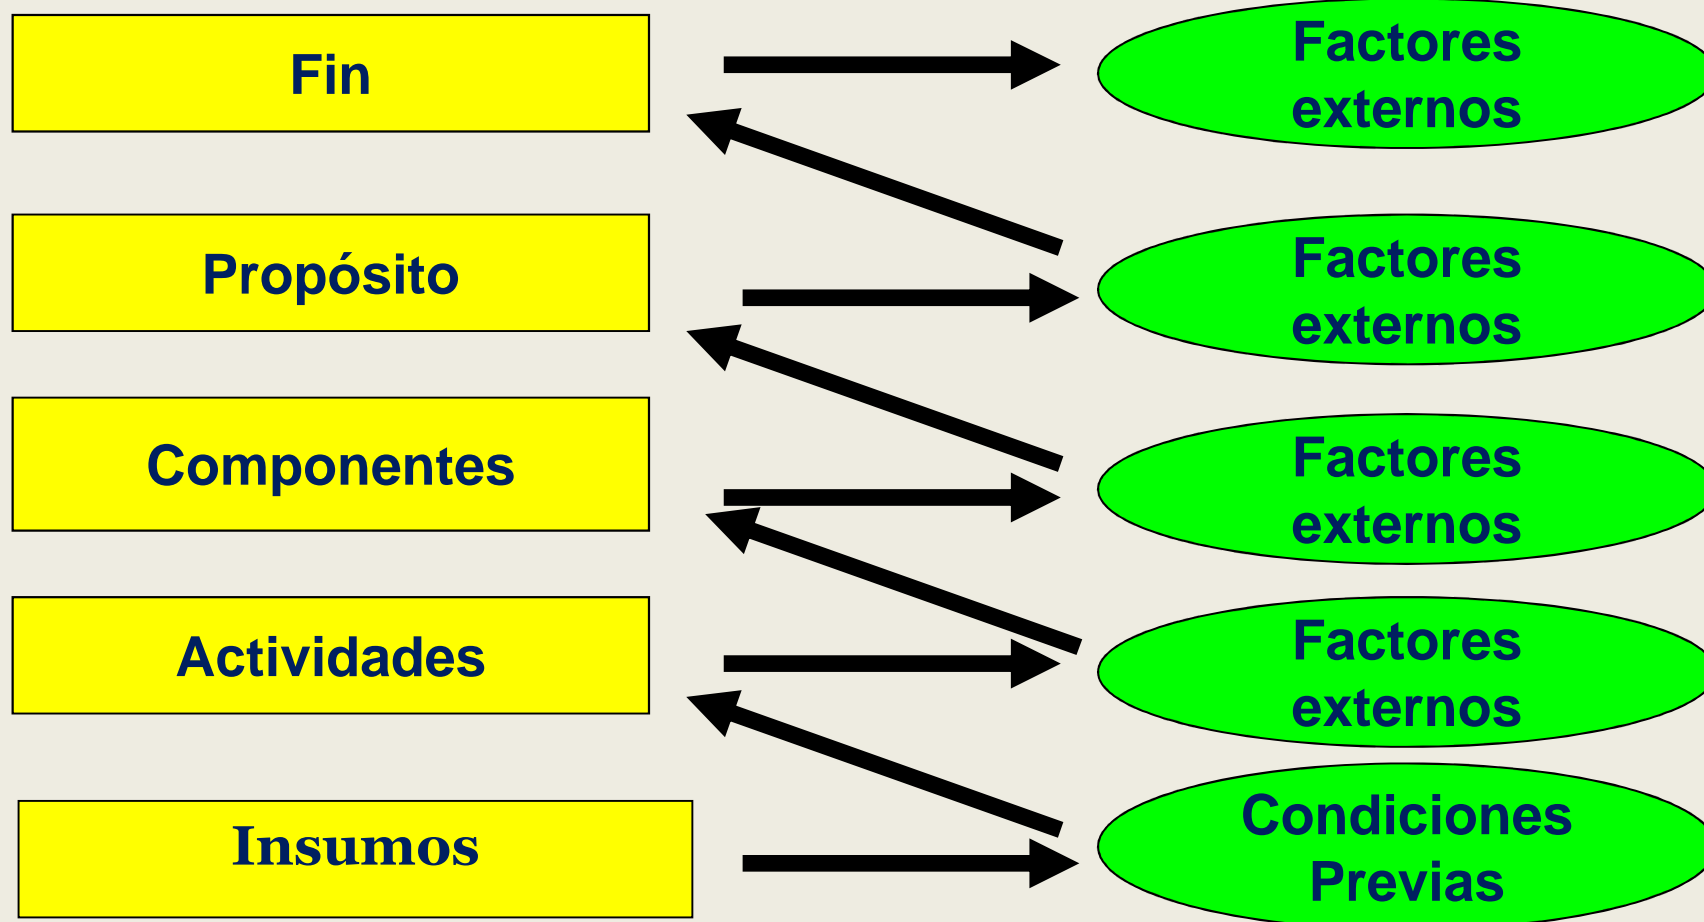 Fin
Factores
externos
Propósito
Factores
externos
Componentes
Factores
externos
Actividades
Factores
externos
Insumos
Condiciones
Previas